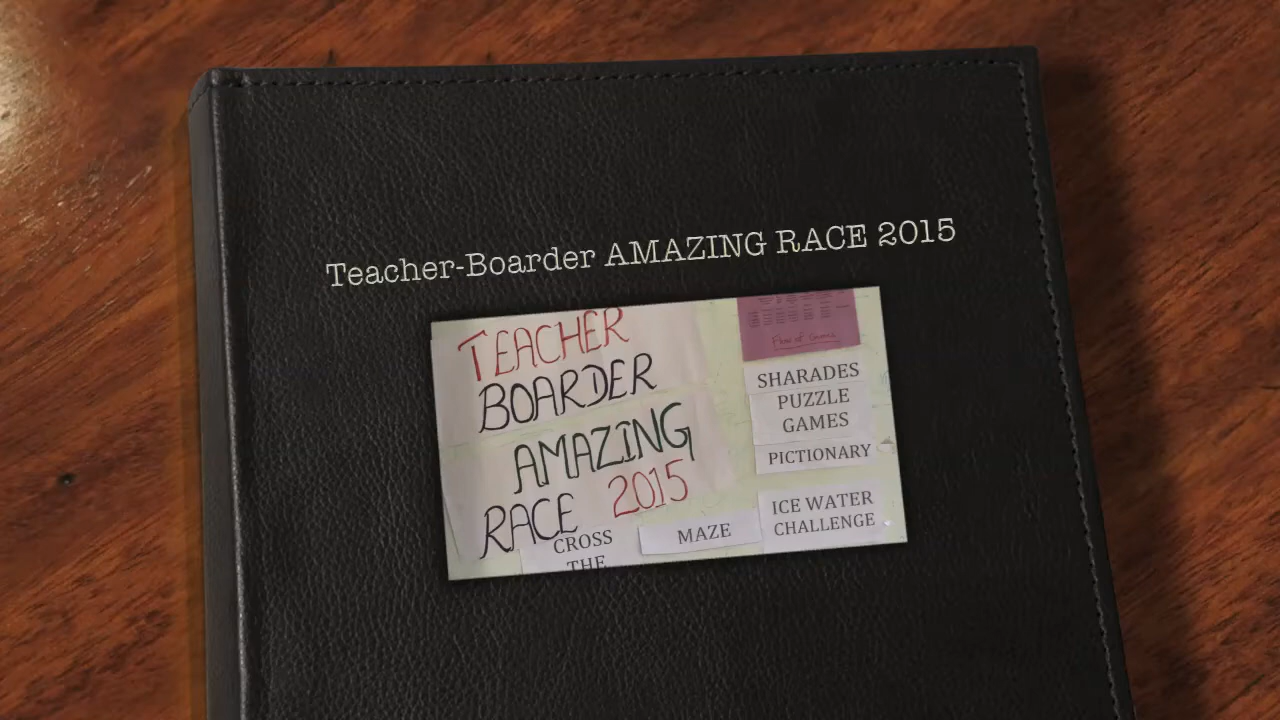 Teacher-Boarder AMAZING RACE 2015
TEACHER
BOARDER
AMAZING
RACE 2015
SHARADES
PUZZLE
GAMES
PICTIONARY
ICE WATER
CHALLENGE
MAZE
CROSS
THE